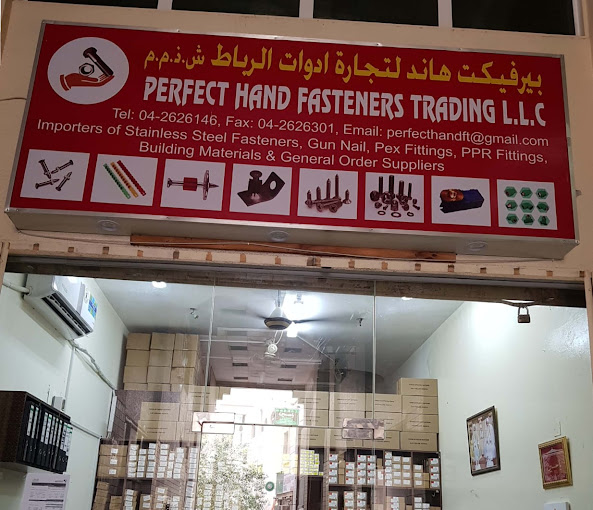 بيرفيكت هاند لتجارة ادوات الرباط ش.ذ.م.م
PERFECT HAND FASTENERS TRADING L.L.C
Tel: 04-2626146, Fax: 04-2626301, Email: perfecthandft@gmail.com
Importers of Stainless Steel Fasteners, Gun Nail, Pex Fittings, PPR Fittings,
Building Materials & General Order Suppliers